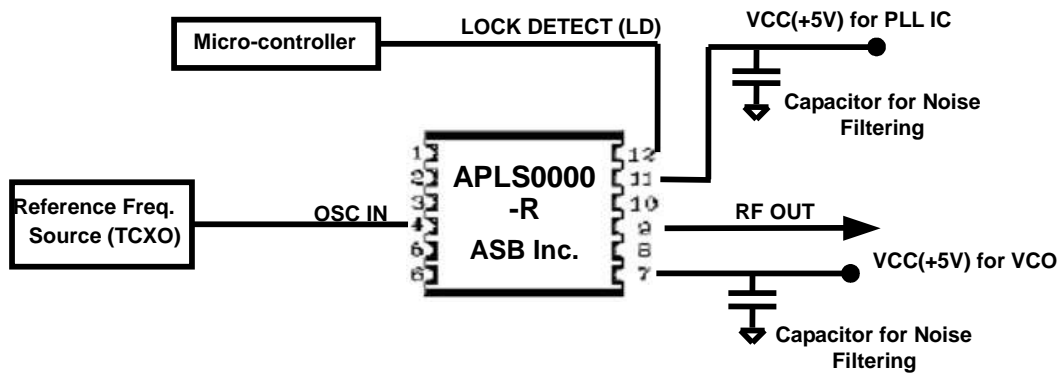 VCC(+5V) for PLL IC
LOCK DETECT (LD)
Micro-controller
Capacitor for Noise
Filtering
1
2
3
4
5
6
12
11
10
9
8
7
APLS0000
-R
ASB Inc.
Reference Freq.
Source (TCXO)
OSC IN
RF OUT
VCC(+5V) for VCO
Capacitor for Noise
Filtering